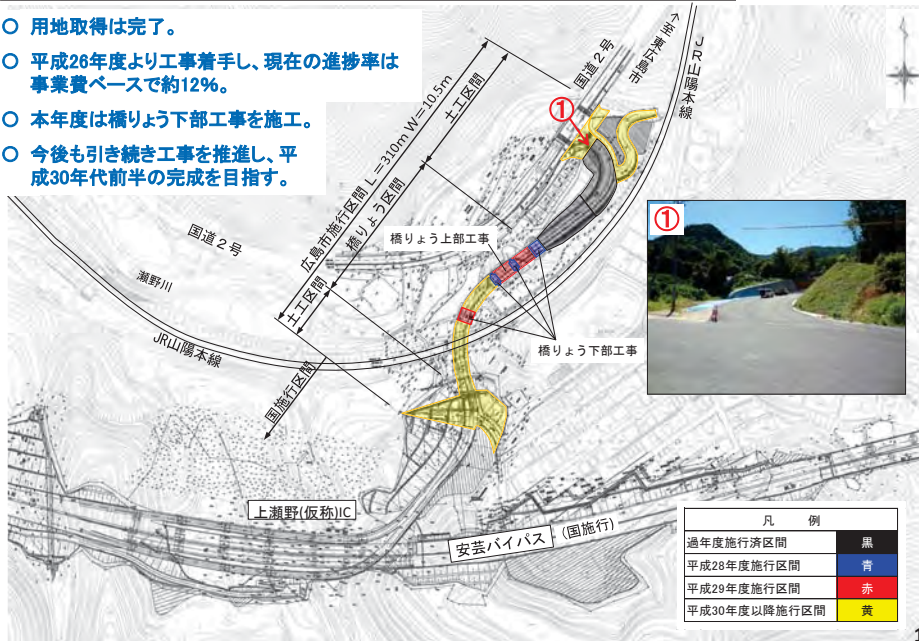 ○ 用地取得は完了。
○ 平成26年度より工事着手し、現在の進捗率は
事業費ベースで約12%。
○ 本年度は橋りょう下部工事を施工。
○ 今後も引き続き工事を推進し、平
成30年代前半の完成を目指す。
↑至 東広島市
国道2号
JR山陽本線
①
土工区間
広島市施行区間 L=310m W=10.5m
橋りょう区間
土工区間
国施行区間
橋りょう上部工事
橋りょう下部工事
国道2号
瀬野川
JR山陽本線
①
上瀬野(仮称)IC
安芸バイパス (国施行)
凡 例
過年度施行済区間 黒
平成28年度施行区間 青
平成29年度施行区間 赤
平成30年度以降施行区間 黄
1